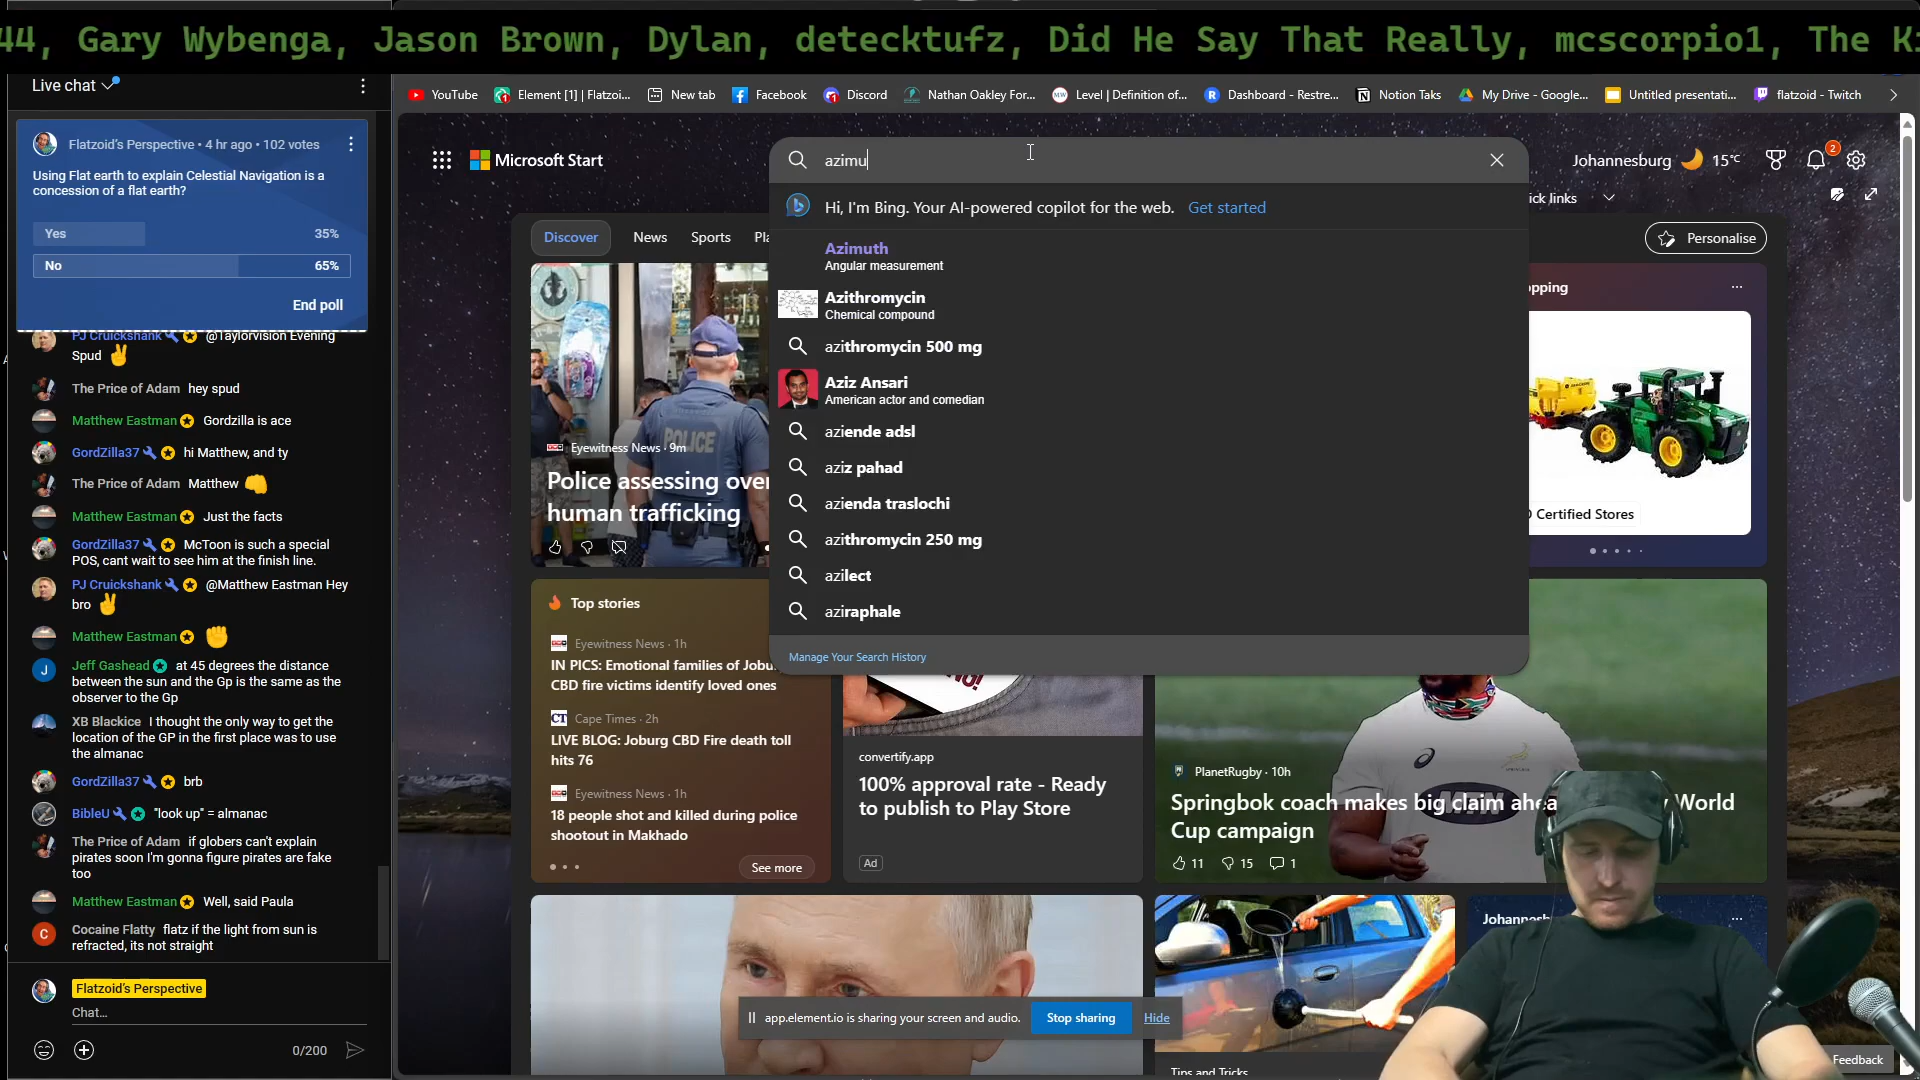 44, Gary Wybenga, Jason Brown, Dylan, detecktufz, Did He Say That Really, mcscorpio1, The Ki
Live chat
YouTube
Element [1] | Flatzoi...
New tab
Facebook
Discord
Nathan Oakley For...
Level | Definition of...
Dashboard - Restre...
Notion Taks
My Drive - Google...
Untitled presentati...
flatzoid - Twitch
Flatzoid's Perspective • 4 hr ago • 102 votes
Using Flat earth to explain Celestial Navigation is a
concession of a flat earth?
Yes 35%
No 65%
End poll
PJ Cruickshank @Taylorvision Evening
Spud ✌
The Price of Adam hey spud
Matthew Eastman Gordzilla is ace
GordZilla37 hi Matthew, and ty
The Price of Adam Matthew 👊
Matthew Eastman Just the facts
GordZilla37 McToon is such a special
POS, cant wait to see him at the finish line.
PJ Cruickshank @Matthew Eastman Hey
bro ✌
Matthew Eastman ✊
Jeff Gashead at 45 degrees the distance
between the sun and the Gp is the same as the
observer to the Gp
XB Blackice I thought the only way to get the
location of the GP in the first place was to use
the almanac
GordZilla37 brb
BibleU "look up" = almanac
The Price of Adam if globers can't explain
pirates soon I'm gonna figure pirates are fake
too
Matthew Eastman Well, said Paula
Cocaine Flatty flatz if the light from sun is
refracted, its not straight
Flatzoid's Perspective
Chat...
0/200
Microsoft Start
azimu
Johannesburg 15°C
2
ick links
Hi, I'm Bing. Your AI-powered copilot for the web. Get started
Azimuth
Angular measurement
Azithromycin
Chemical compound
azithromycin 500 mg
Aziz Ansari
American actor and comedian
aziende adsl
aziz pahad
azienda traslochi
azithromycin 250 mg
azilect
aziraphale
Manage Your Search History
Discover
News
Sports
Pla
Personalise
POLICE
Eyewitness News · 9m
Police assessing over
human trafficking
opping
Certified Stores
Top stories
Eyewitness News · 1h
IN PICS: Emotional families of Jobu
CBD fire victims identify loved ones
Cape Times · 2h
LIVE BLOG: Joburg CBD Fire death toll
hits 76
Eyewitness News · 1h
18 people shot and killed during police
shootout in Makhado
See more
convertify.app
100% approval rate - Ready
to publish to Play Store
Ad
MTN
PlanetRugby · 10h
Springbok coach makes big claim ahea
World
Cup campaign
11
15
1
Johannesb
app.element.io is sharing your screen and audio.
Stop sharing
Hide
Tips and Tricks
Feedback